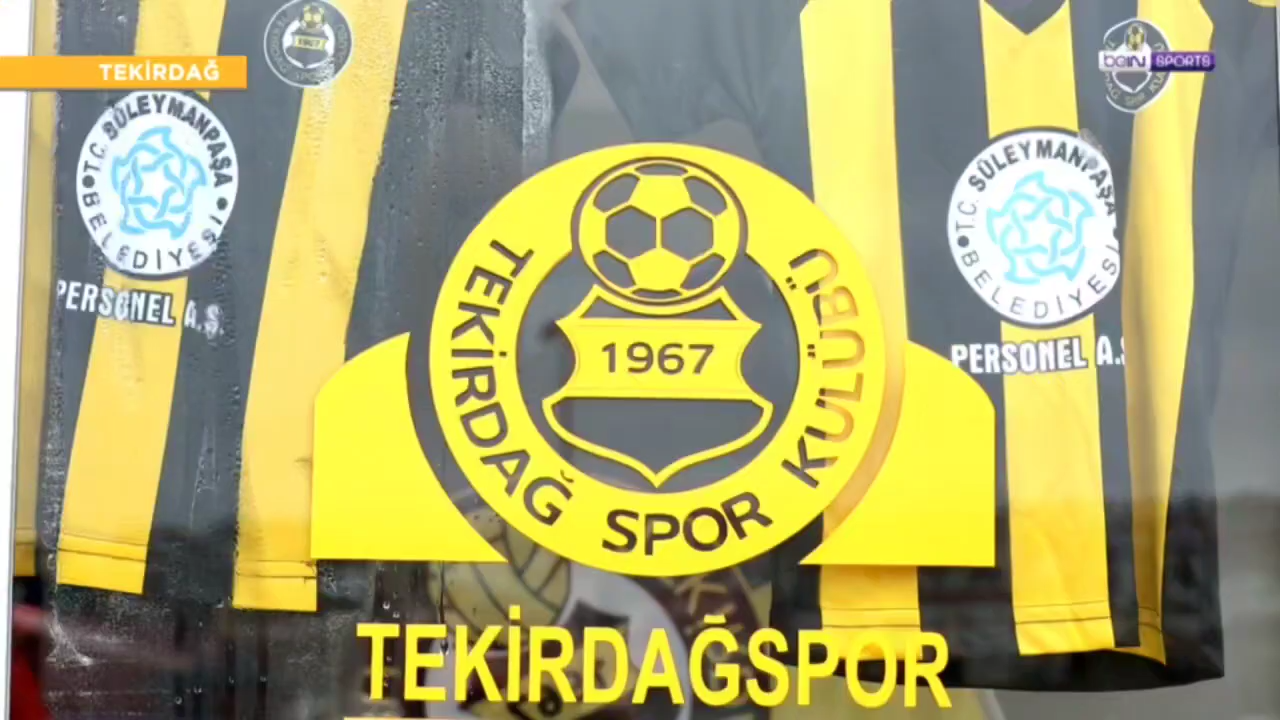 TEKİRDAĞ
1967
beIN SPORTS
T.C. SÜLEYMANPAŞA
BELEDİYESİ
PERSONEL A.Ş.
T.C. SÜLEYMANPAŞA
BELEDİYESİ
PERSONEL A.Ş
1967
TEKİRDAĞ SPOR KULÜBÜ
TEKİRDAĞSPOR